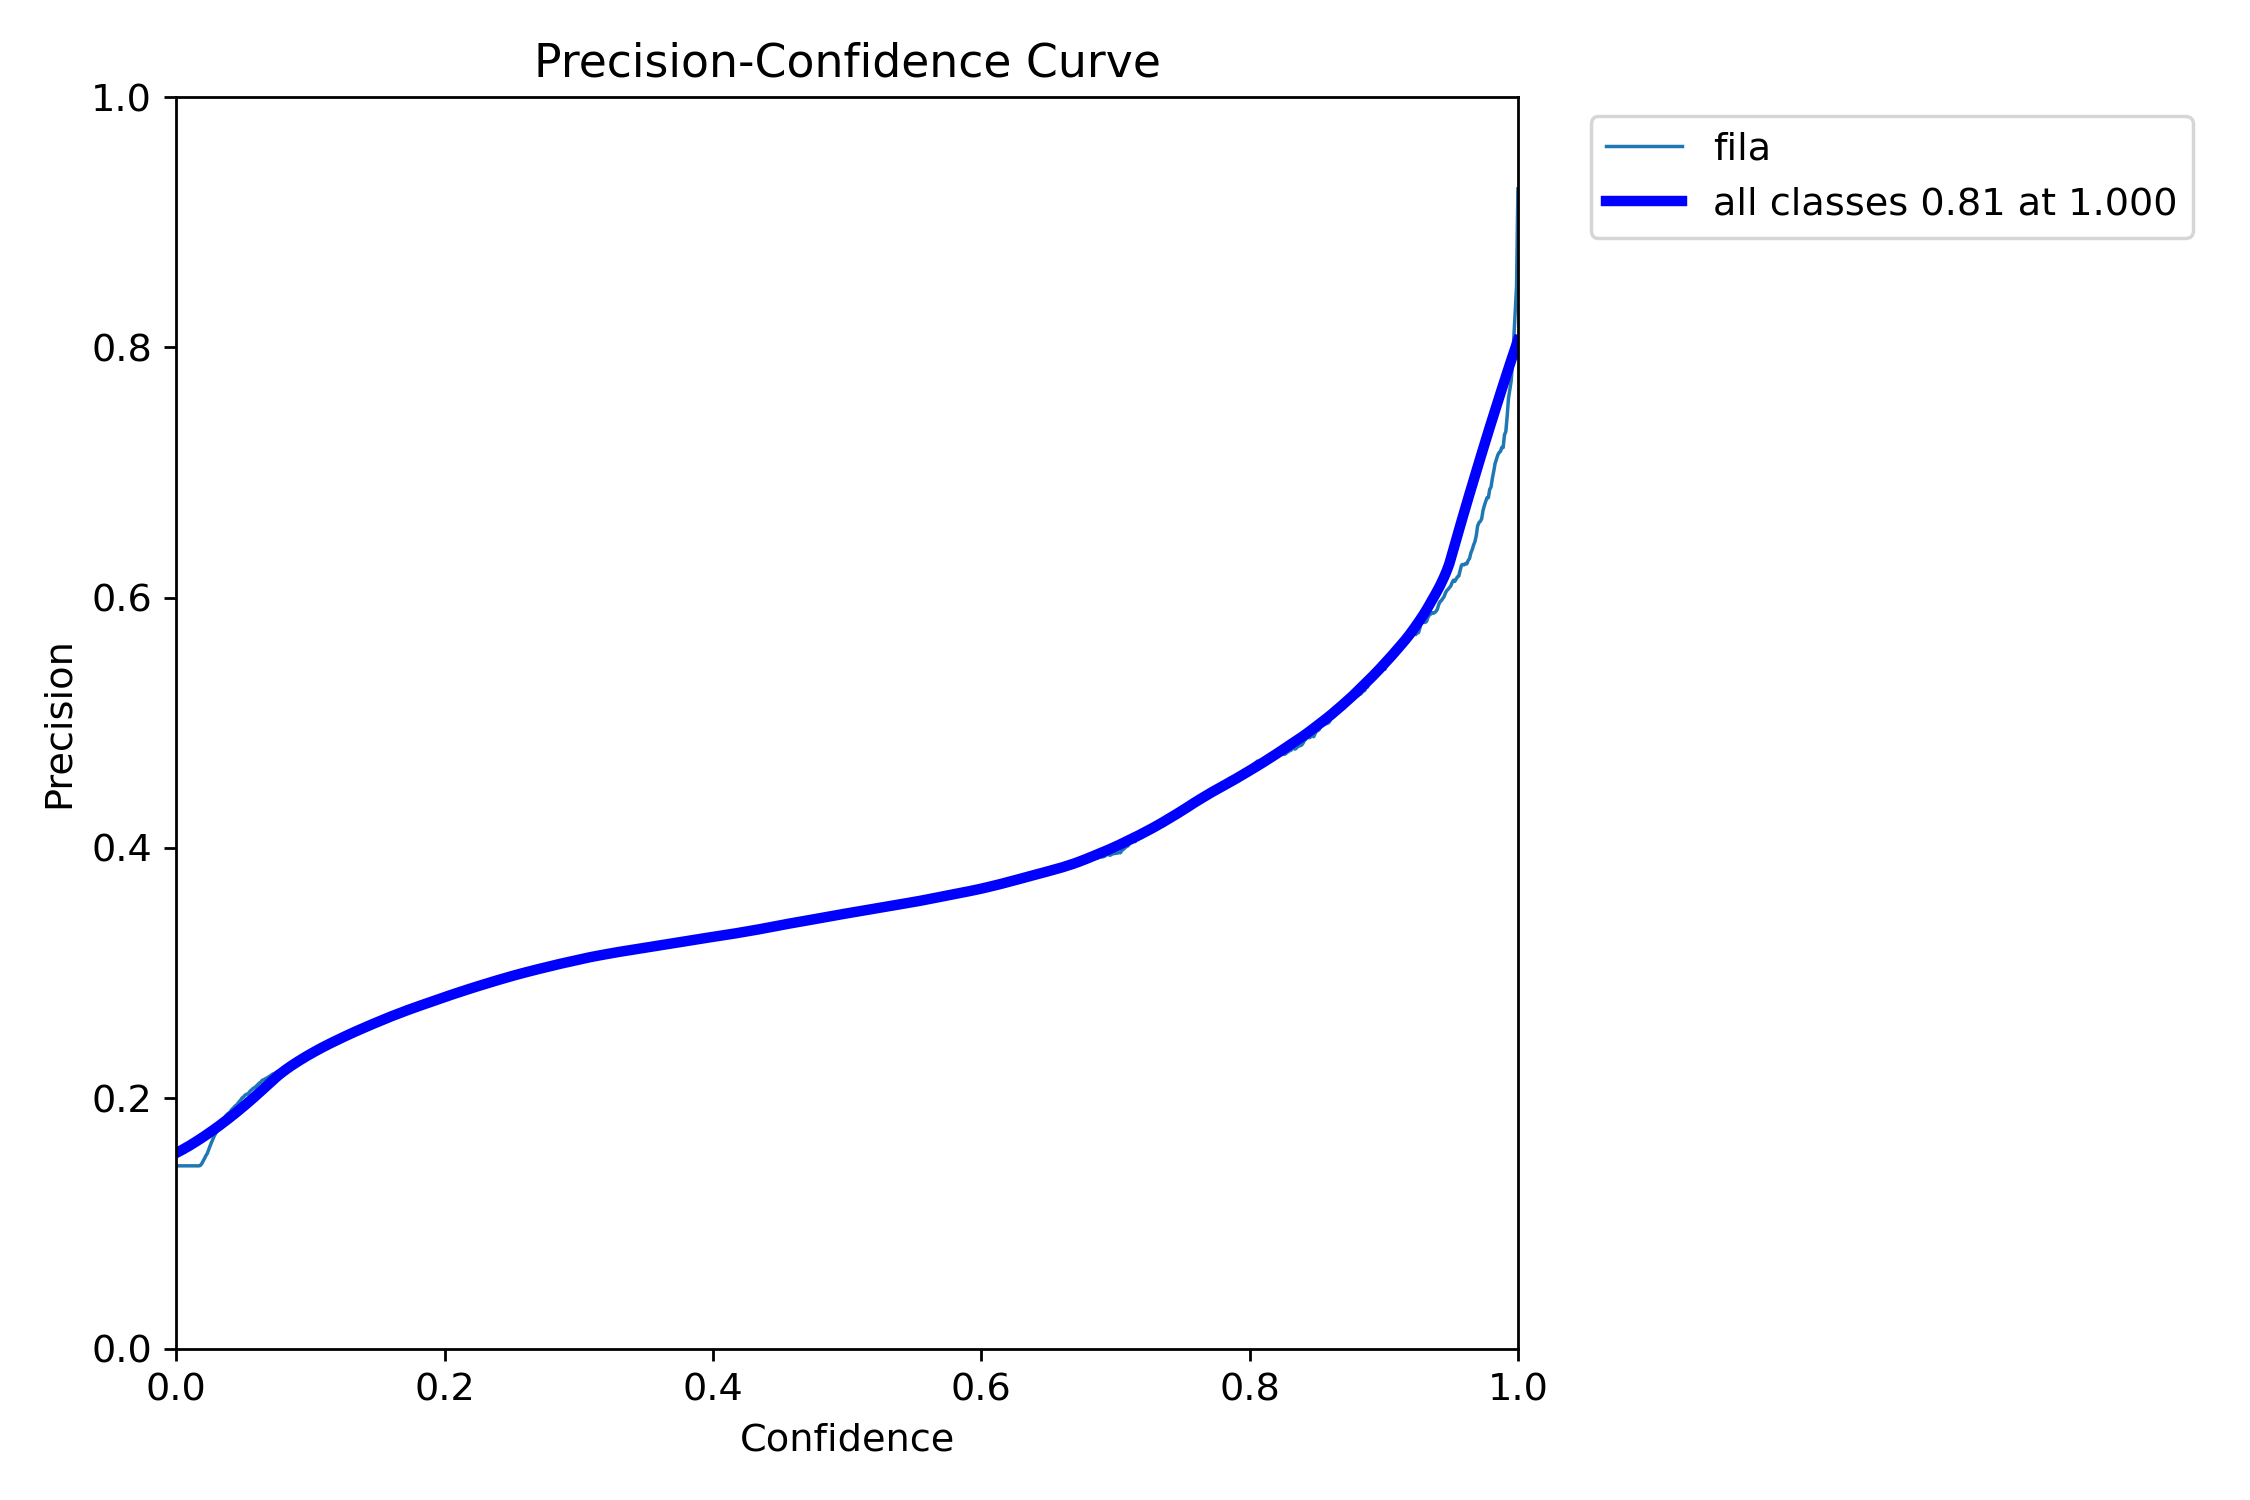 Precision-Confidence Curve
1.0
0.8
0.6
0.4
0.2
0.0
Precision
0.0 0.2 0.4 0.6 0.8 1.0
Confidence
fila
all classes 0.81 at 1.000